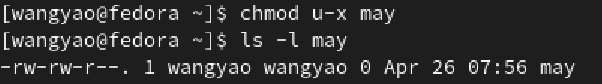 [wangyao@fedora ~]$ chmod u-x may
[wangyao@fedora ~]$ ls -l may
-rw-rw-r--. 1 wangyao wangyao 0 Apr 26 07:56 may